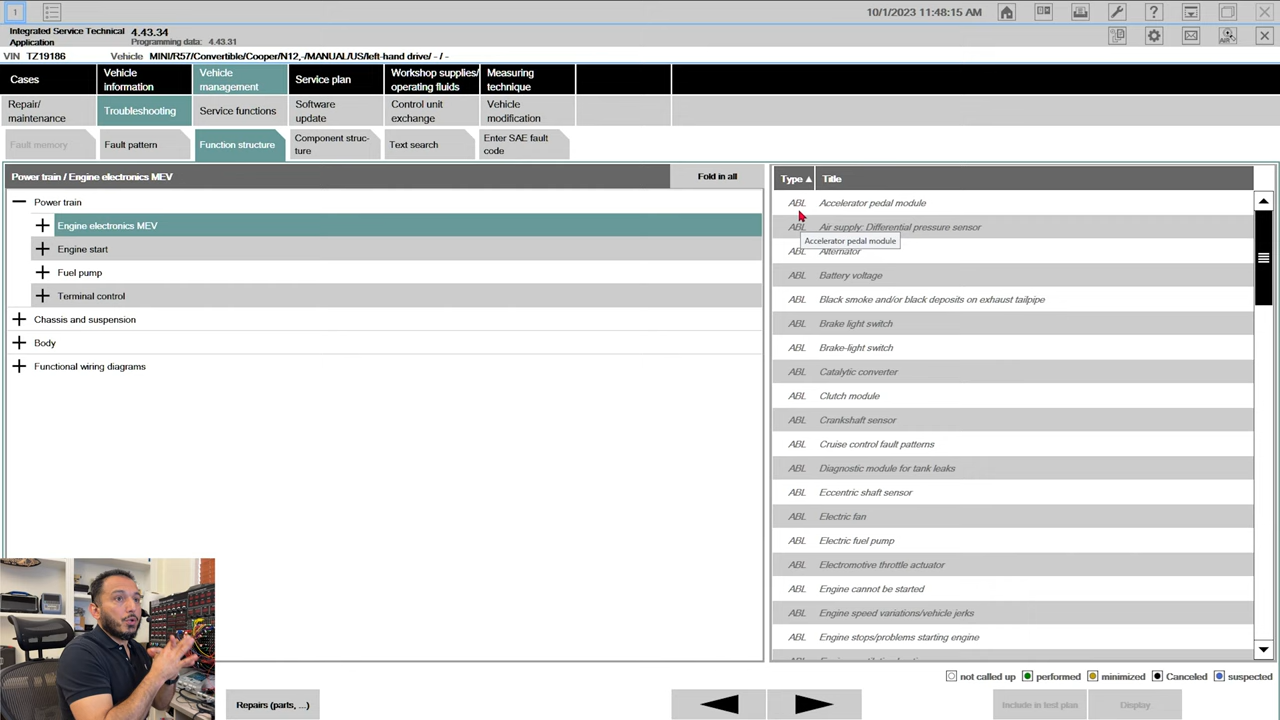 1
10/1/2023 11:48:15 AM
Integrated Service Technical Application 4.43.34
Programming data: 4.43.31
VIN TZ19186 Vehicle MINI/R57/Convertible/Cooper/N12,-/MANUAL/US/left-hand drive/ - / -
Cases
Vehicle information
Vehicle management
Service plan
Workshop supplies/ operating fluids
Measuring technique
Repair/ maintenance
Troubleshooting
Service functions
Software update
Control unit exchange
Vehicle modification
Fault memory
Fault pattern
Function structure
Component struc- ture
Text search
Enter SAE fault code
Power train / Engine electronics MEV
Fold in all
Power train
Engine electronics MEV
Engine start
Fuel pump
Terminal control
Chassis and suspension
Body
Functional wiring diagrams
Type Title
ABL Accelerator pedal module
ABL Air supply: Differential pressure sensor
Accelerator pedal module
ABL Alternator
ABL Battery voltage
ABL Black smoke and/or black deposits on exhaust tailpipe
ABL Brake light switch
ABL Brake-light switch
ABL Catalytic converter
ABL Clutch module
ABL Crankshaft sensor
ABL Cruise control fault patterns
ABL Diagnostic module for tank leaks
ABL Eccentric shaft sensor
ABL Electric fan
ABL Electric fuel pump
ABL Electromotive throttle actuator
ABL Engine cannot be started
ABL Engine speed variations/vehicle jerks
ABL Engine stops/problems starting engine
not called up performed minimized Canceled suspected
Repairs (parts, ...)
Include in test plan
Display